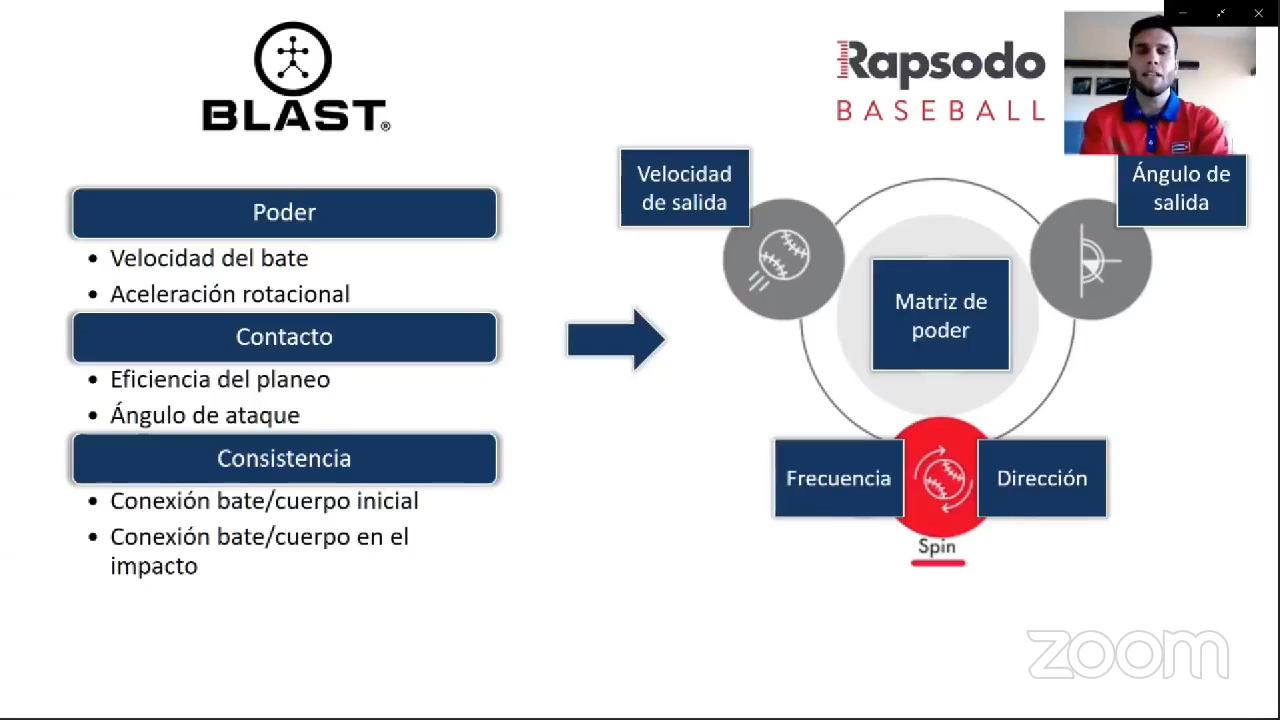 BLAST®
Rapsodo
BASEBALL
Poder
• Velocidad del bate
• Aceleración rotacional
Contacto
• Eficiencia del planeo
• Ángulo de ataque
Consistencia
• Conexión bate/cuerpo inicial
• Conexión bate/cuerpo en el
impacto
Velocidad
de salida
Ángulo de
salida
Matriz de
poder
Frecuencia
Dirección
Spin
zoom